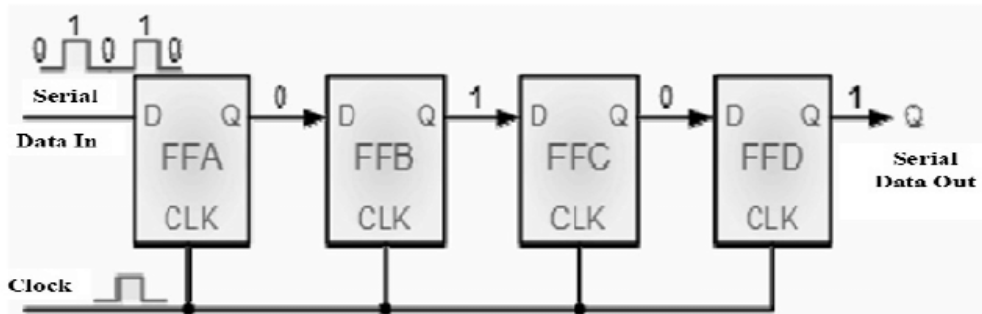 0 1 0 1 0
Serial
Data In
0 1 0 1
D Q D Q D Q D Q Q
FFA FFB FFC FFD
Serial
Data Out
CLK CLK CLK CLK
Clock